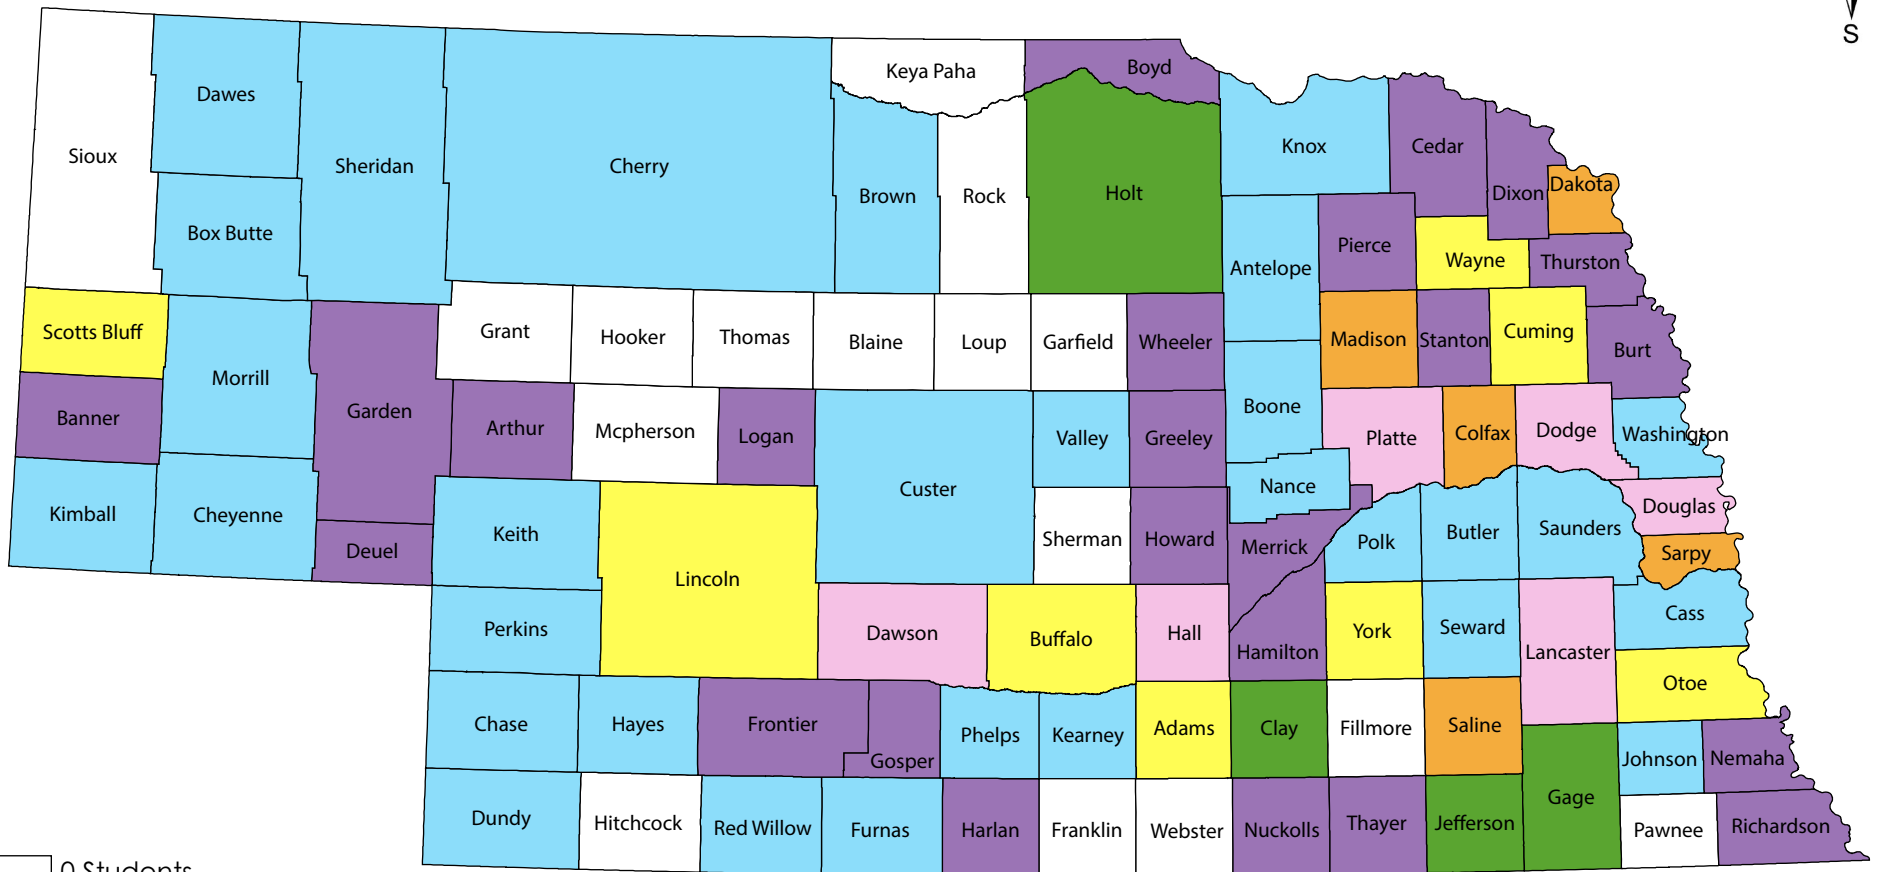 S
Keya Paha
Boyd
Dawes
Knox
Cedar
Sioux
Sheridan
Cherry
Brown
Rock
Holt
Dixon
Dakota
Box Butte
Antelope
Pierce
Wayne
Thurston
Scotts Bluff
Grant
Hooker
Thomas
Blaine
Loup
Garfield
Wheeler
Madison
Stanton
Cuming
Burt
Morrill
Banner
Garden
Arthur
Mcpherson
Logan
Valley
Greeley
Boone
Platte
Colfax
Dodge
Washington
Custer
Nance
Kimball
Cheyenne
Deuel
Keith
Lincoln
Sherman
Howard
Merrick
Polk
Butler
Saunders
Douglas
Sarpy
Perkins
Dawson
Buffalo
Hall
Hamilton
York
Seward
Lancaster
Cass
Otoe
Chase
Hayes
Frontier
Gosper
Phelps
Kearney
Adams
Clay
Fillmore
Saline
Johnson
Nemaha
Dundy
Hitchcock
Red Willow
Furnas
Harlan
Franklin
Webster
Nuckolls
Thayer
Jefferson
Gage
Pawnee
Richardson
0 Students